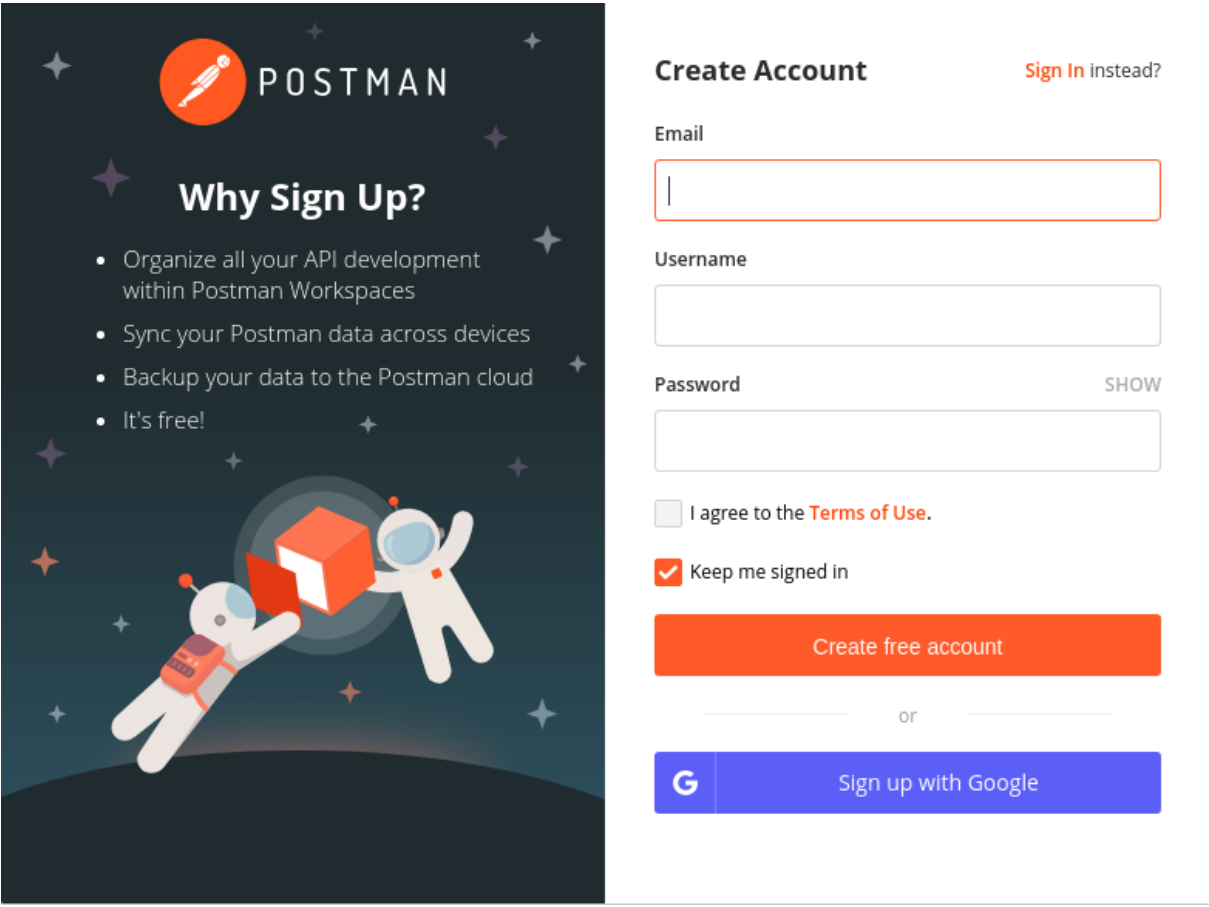 POSTMAN
Why Sign Up?
Organize all your API development
within Postman Workspaces
Sync your Postman data across devices
Backup your data to the Postman cloud
It's free!
Create Account
Sign In instead?
Email
Username
Password
SHOW
I agree to the Terms of Use.
Keep me signed in
Create free account
or
G
Sign up with Google